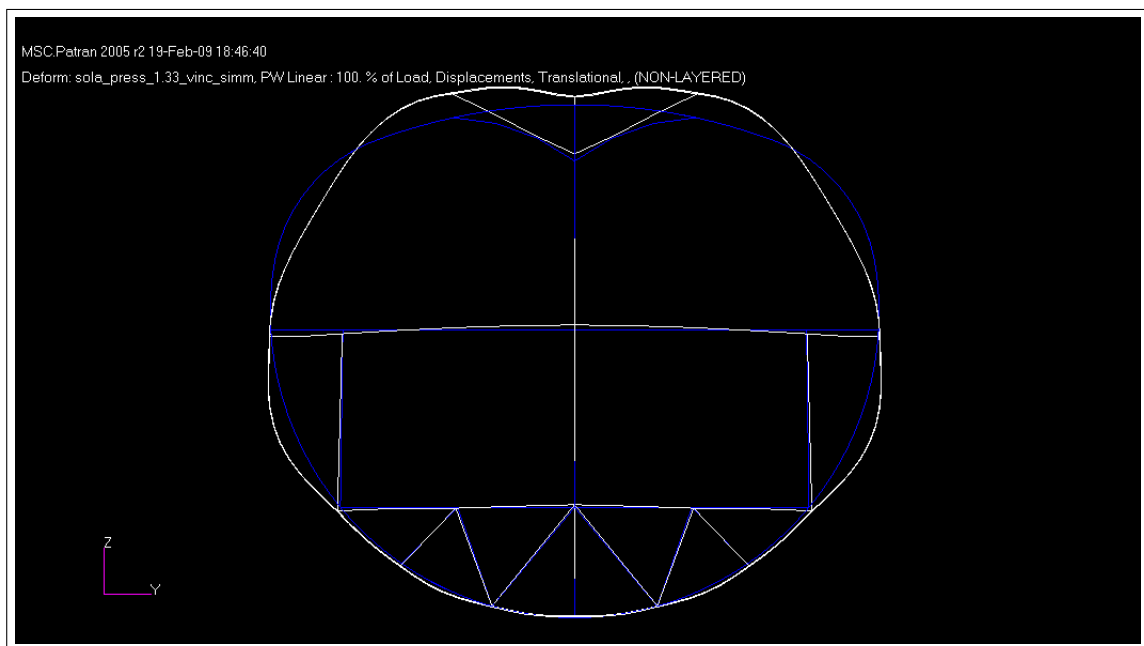 MSC.Patran 2005 r2 19-Feb-09 18:46:40
Deform: sola_press_1.33_vinc_simm, PW Linear : 100. % of Load, Displacements, Translational, , (NON-LAYERED)
Z
Y